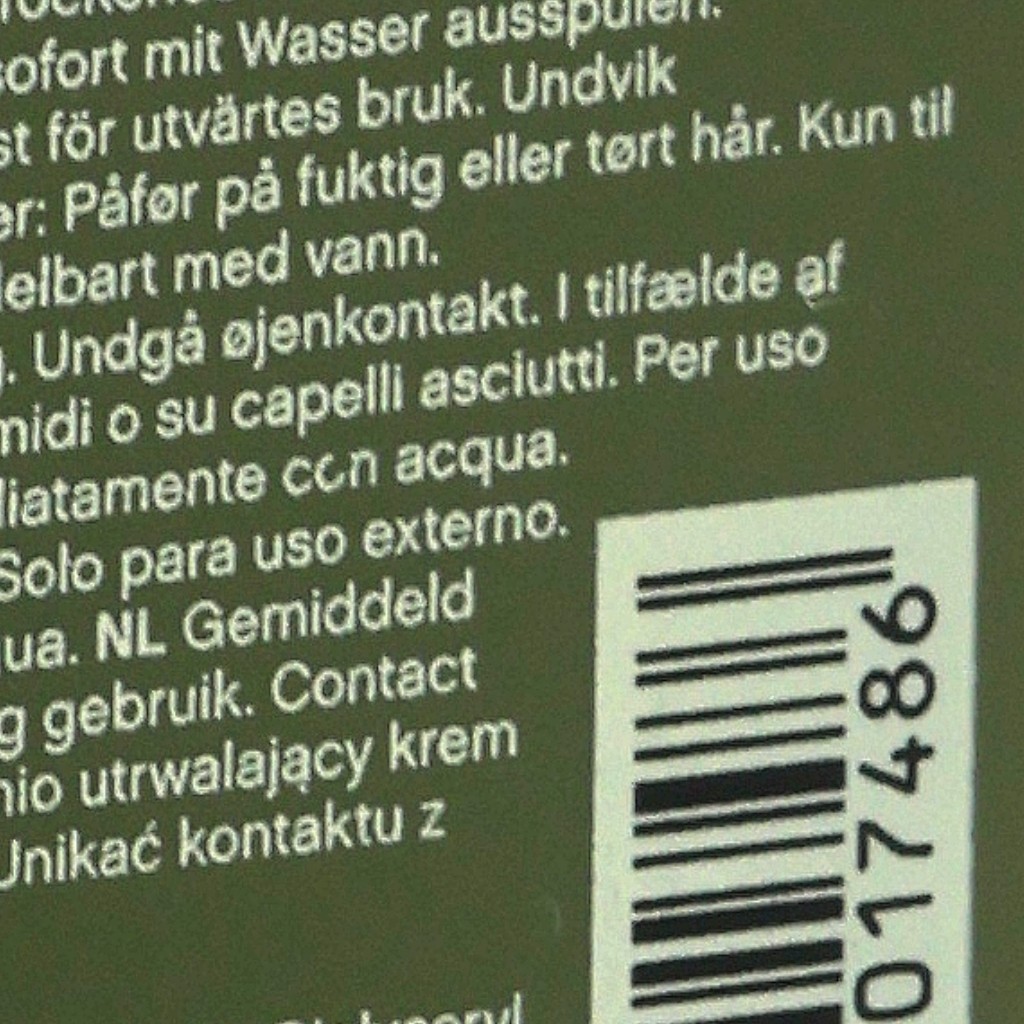 sofort mit Wasser ausspülen.
st för utvärtes bruk. Undvik
er: Påfør på fuktig eller tørt hår. Kun til
delbart med vann.
. Undgå øjenkontakt. I tilfælde af
midi o su capelli asciutti. Per uso
diatamente con acqua.
Solo para uso externo.
ua. NL Gemiddeld
g gebruik. Contact
nio utrwalający krem
Unikać kontaktu z
017486